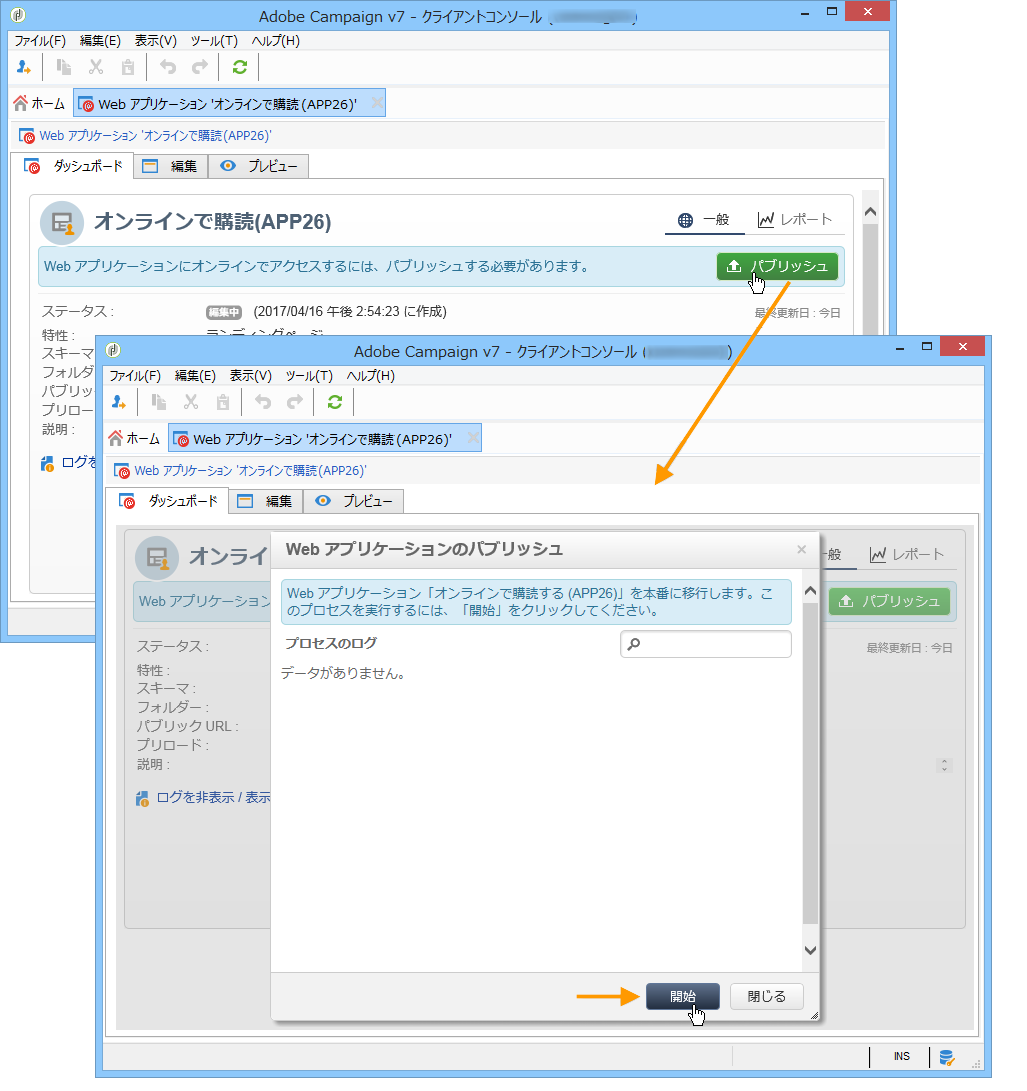 Adobe Campaign v7 - クライアントコンソール (
ファイル(F) 編集(E) 表示(V) ツール(T) ヘルプ(H)
ホーム Web アプリケーション 'オンラインで購読(APP26)'
Web アプリケーション 'オンラインで購読(APP26)'
ダッシュボード 編集 プレビュー
オンラインで購読(APP26) 一般 レポート
Web アプリケーションにオンラインでアクセスするには、パブリッシュする必要があります。 パブリッシュ
ステータス : 編集中 (2017/04/16 午後 2:54:23 に作成) 最終更新日 : 今日
特性 : ランディングページ
スキーマ
フォルダ
パブリッ
プリロー
説明 :
ログを
Adobe Campaign v7 - クライアントコンソール ( )
ファイル(F) 編集(E) 表示(V) ツール(T) ヘルプ(H)
ホーム Web アプリケーション 'オンラインで購読(APP26)'
Web アプリケーション 'オンラインで購読(APP26)'
ダッシュボード 編集 プレビュー
オンライ 般 レポート
Web アプリケーション パブリッシュ
ステータス : 最終更新日 : 今日
特性 :
スキーマ :
フォルダー :
パブリック URL :
プリロード :
説明 :
ログを非表示 / 表示
Web アプリケーションのパブリッシュ
Web アプリケーション「オンラインで購読する (APP26)」を本番に移行します。こ
のプロセスを実行するには、「開始」をクリックしてください。
プロセスのログ
データがありません。
開始 閉じる
INS